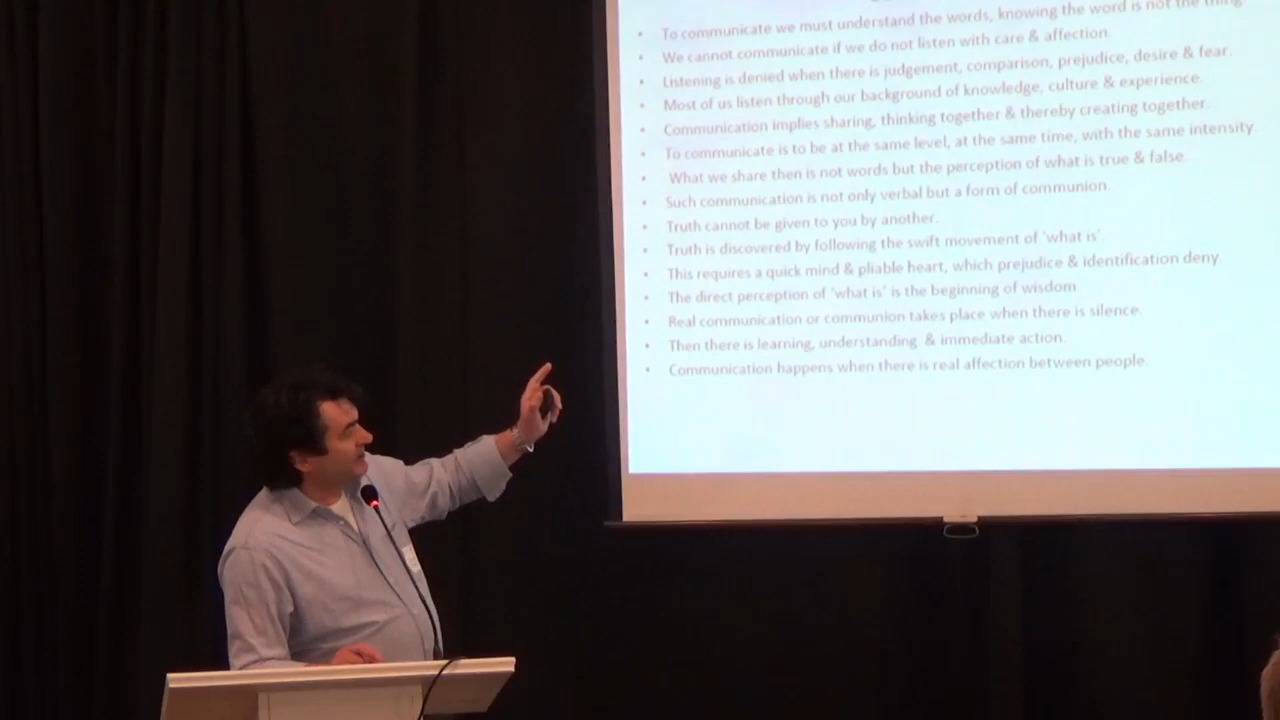 • To communicate we must understand the words, knowing the word is not the thing
• We cannot communicate if we do not listen with care & affection.
• Listening is denied when there is judgement, comparison, prejudice, desire & fear.
• Most of us listen through our background of knowledge, culture & experience.
• Communication implies sharing, thinking together & thereby creating together.
• To communicate is to be at the same level, at the same time, with the same intensity.
• What we share then is not words but the perception of what is true & false.
• Such communication is not only verbal but a form of communion.
• Truth cannot be given to you by another.
• Truth is discovered by following the swift movement of 'what is'
• This requires a quick mind & pliable heart, which prejudice & identification deny.
• The direct perception of 'what is' is the beginning of wisdom
• Real communication or communion takes place when there is silence.
• Then there is learning, understanding & immediate action.
• Communication happens when there is real affection between people.